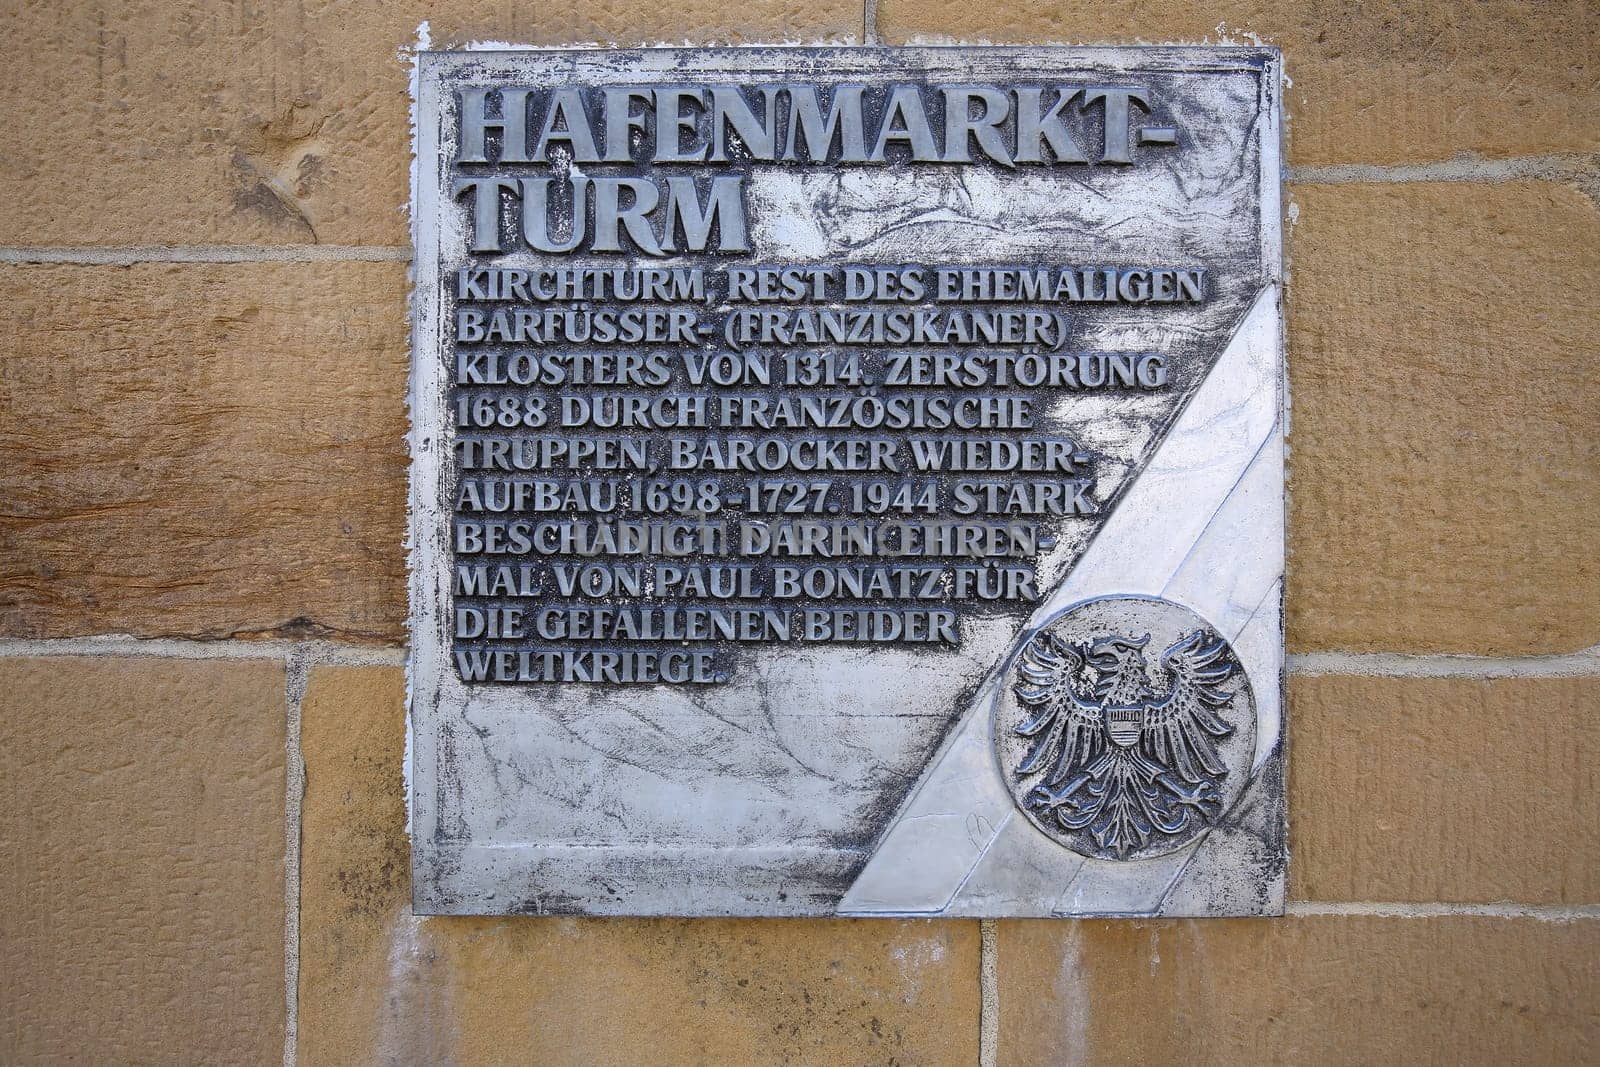 HAFENMARKT-
TURM
KIRCHTURM, REST DES EHEMALIGEN
BARFÜSSER- (FRANZISKANER)
KLOSTERS VON 1314. ZERSTÖRUNG
1688 DURCH FRANZÖSISCHE
TRUPPEN, BAROCKER WIEDER-
AUFBAU 1698-1727. 1944 STARK
BESCHÄDIGT. DARIN EHREN-
MAL VON PAUL BONATZ FÜR
DIE GEFALLENEN BEIDER
WELTKRIEGE.